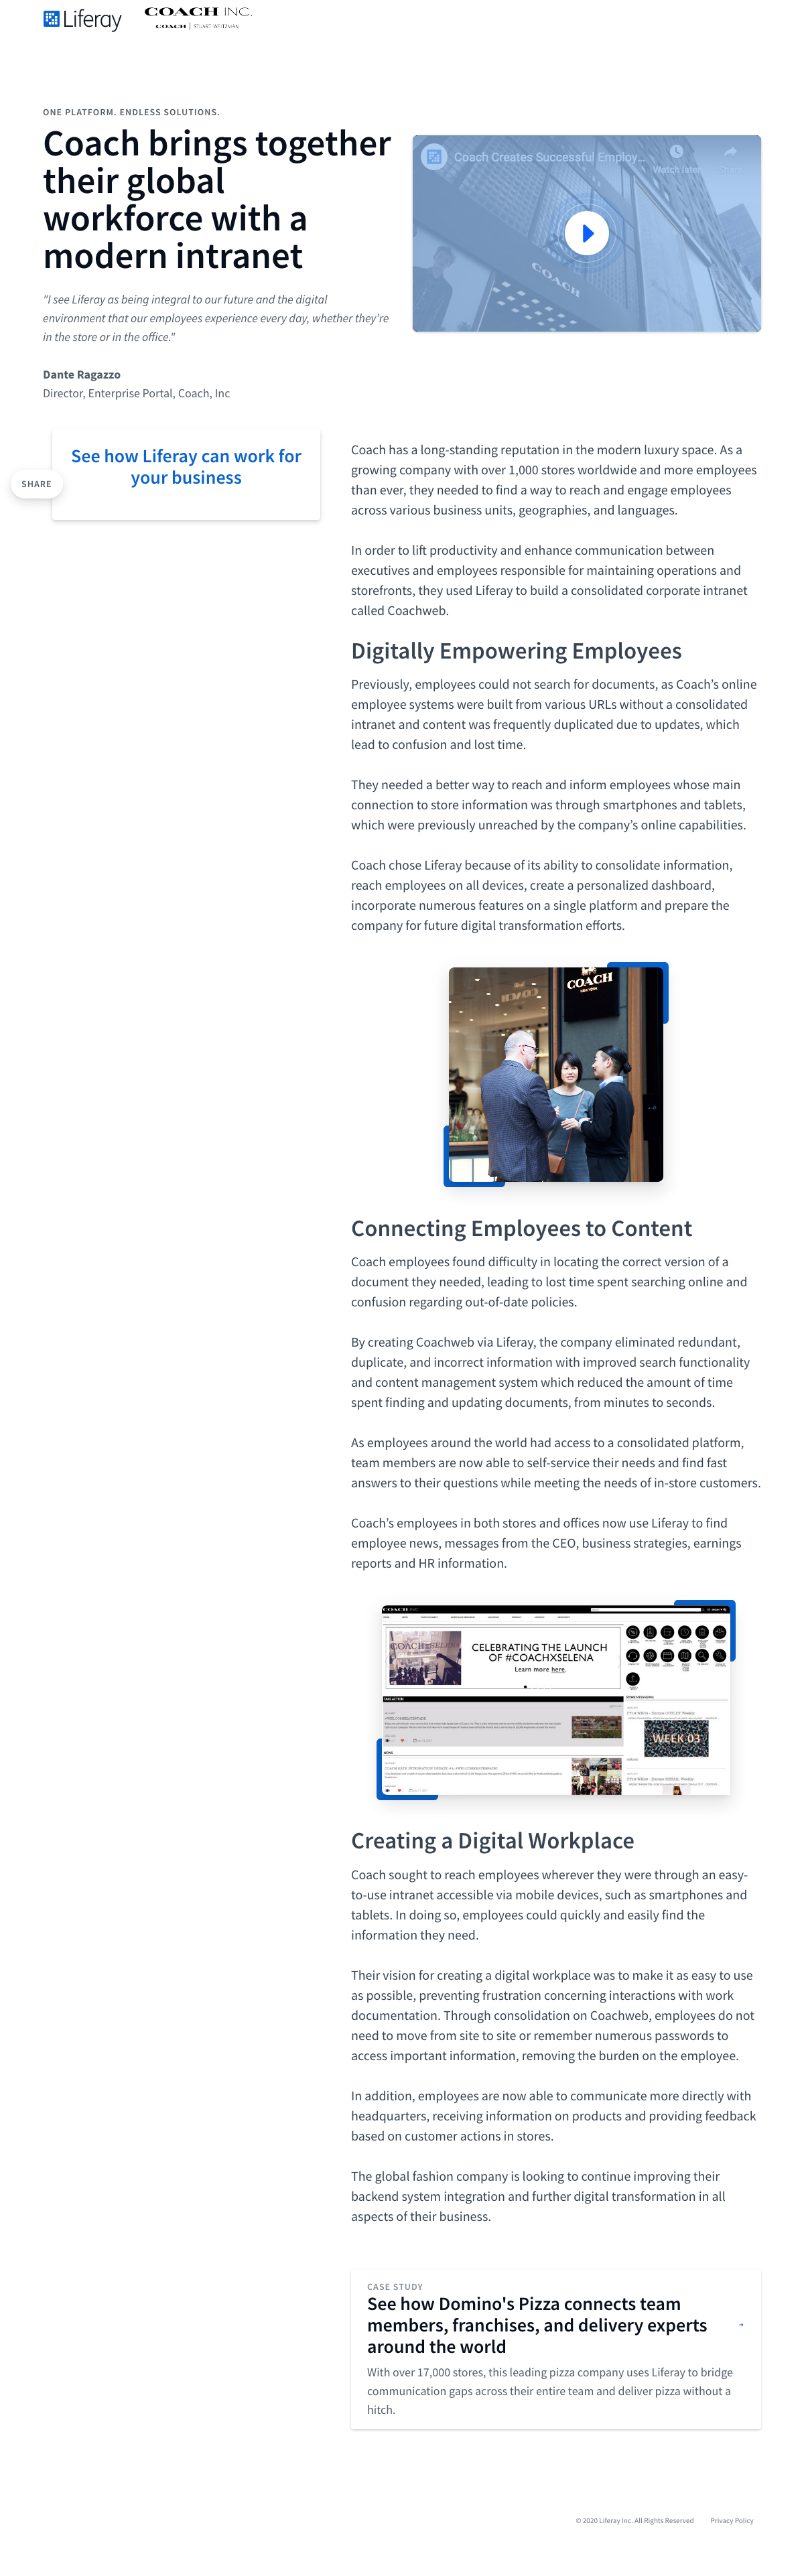 Liferay
COACH INC.
COACH | STUART WEITZMAN
ONE PLATFORM. ENDLESS SOLUTIONS.
Coach brings together
their global
workforce with a
modern intranet
Coach Creates Successful Employ...
Watch later
COACH
"I see Liferay as being integral to our future and the digital
environment that our employees experience every day, whether they're
in the store or in the office."
Dante Ragazzo
Director, Enterprise Portal, Coach, Inc
See how Liferay can work for
your business
SHARE
Coach has a long-standing reputation in the modern luxury space. As a
growing company with over 1,000 stores worldwide and more employees
than ever, they needed to find a way to reach and engage employees
across various business units, geographies, and languages.
In order to lift productivity and enhance communication between
executives and employees responsible for maintaining operations and
storefronts, they used Liferay to build a consolidated corporate intranet
called Coachweb.
Digitally Empowering Employees
Previously, employees could not search for documents, as Coach's online
employee systems were built from various URLs without a consolidated
intranet and content was frequently duplicated due to updates, which
lead to confusion and lost time.
They needed a better way to reach and inform employees whose main
connection to store information was through smartphones and tablets,
which were previously unreached by the company's online capabilities.
Coach chose Liferay because of its ability to consolidate information,
reach employees on all devices, create a personalized dashboard,
incorporate numerous features on a single platform and prepare the
company for future digital transformation efforts.
COACH
NEW YORK
Connecting Employees to Content
Coach employees found difficulty in locating the correct version of a
document they needed, leading to lost time spent searching online and
confusion regarding out-of-date policies.
By creating Coachweb via Liferay, the company eliminated redundant,
duplicate, and incorrect information with improved search functionality
and content management system which reduced the amount of time
spent finding and updating documents, from minutes to seconds.
As employees around the world had access to a consolidated platform,
team members are now able to self-service their needs and find fast
answers to their questions while meeting the needs of in-store customers.
Coach's employees in both stores and offices now use Liferay to find
employee news, messages from the CEO, business strategies, earnings
reports and HR information.
COACH INC
COACHXSELENA
CELEBRATING THE LAUNCH
OF #COACHXSELENA
Learn more here.
TAKE ACTION
NEWS
WEEK 03
Creating a Digital Workplace
Coach sought to reach employees wherever they were through an easy-
to-use intranet accessible via mobile devices, such as smartphones and
tablets. In doing so, employees could quickly and easily find the
information they need.
Their vision for creating a digital workplace was to make it as easy to use
as possible, preventing frustration concerning interactions with work
documentation. Through consolidation on Coachweb, employees do not
need to move from site to site or remember numerous passwords to
access important information, removing the burden on the employee.
In addition, employees are now able to communicate more directly with
headquarters, receiving information on products and providing feedback
based on customer actions in stores.
The global fashion company is looking to continue improving their
backend system integration and further digital transformation in all
aspects of their business.
CASE STUDY
See how Domino's Pizza connects team
members, franchises, and delivery experts
around the world
With over 17,000 stores, this leading pizza company uses Liferay to bridge
communication gaps across their entire team and deliver pizza without a
hitch.
© 2020 Liferay Inc. All Rights Reserved
Privacy Policy